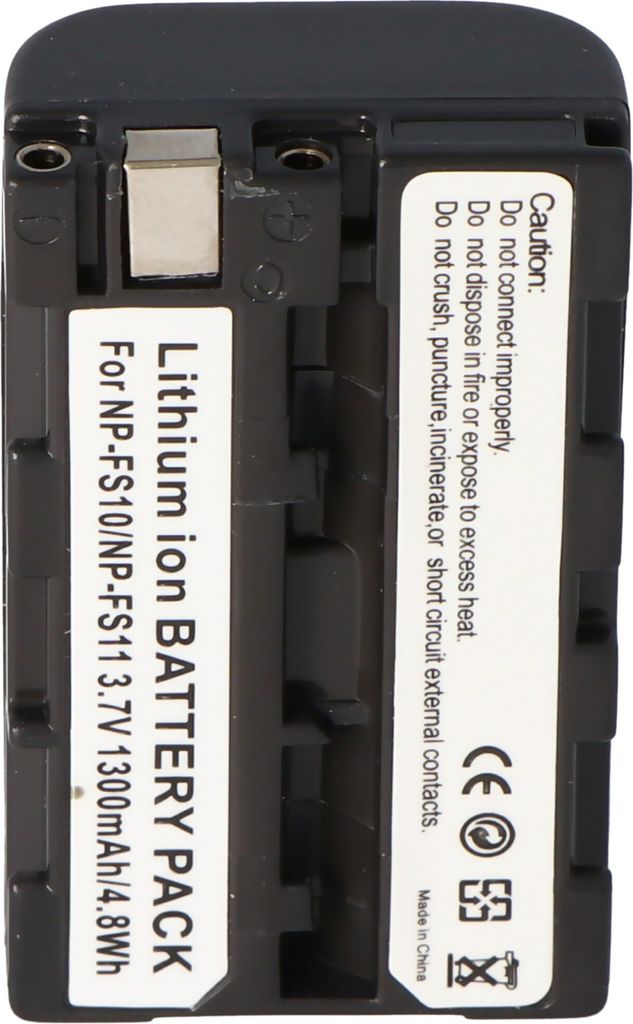 Caution:
Do not connect improperly.
Do not dispose in fire or expose to excess heat.
Do not crush, puncture,incinerate,or short circuit external contacts.
CE
Made in China
Lithium ion BATTERY PACK
For NP-FS10/NP-FS11 3.7V 1300mAh/4.8Wh